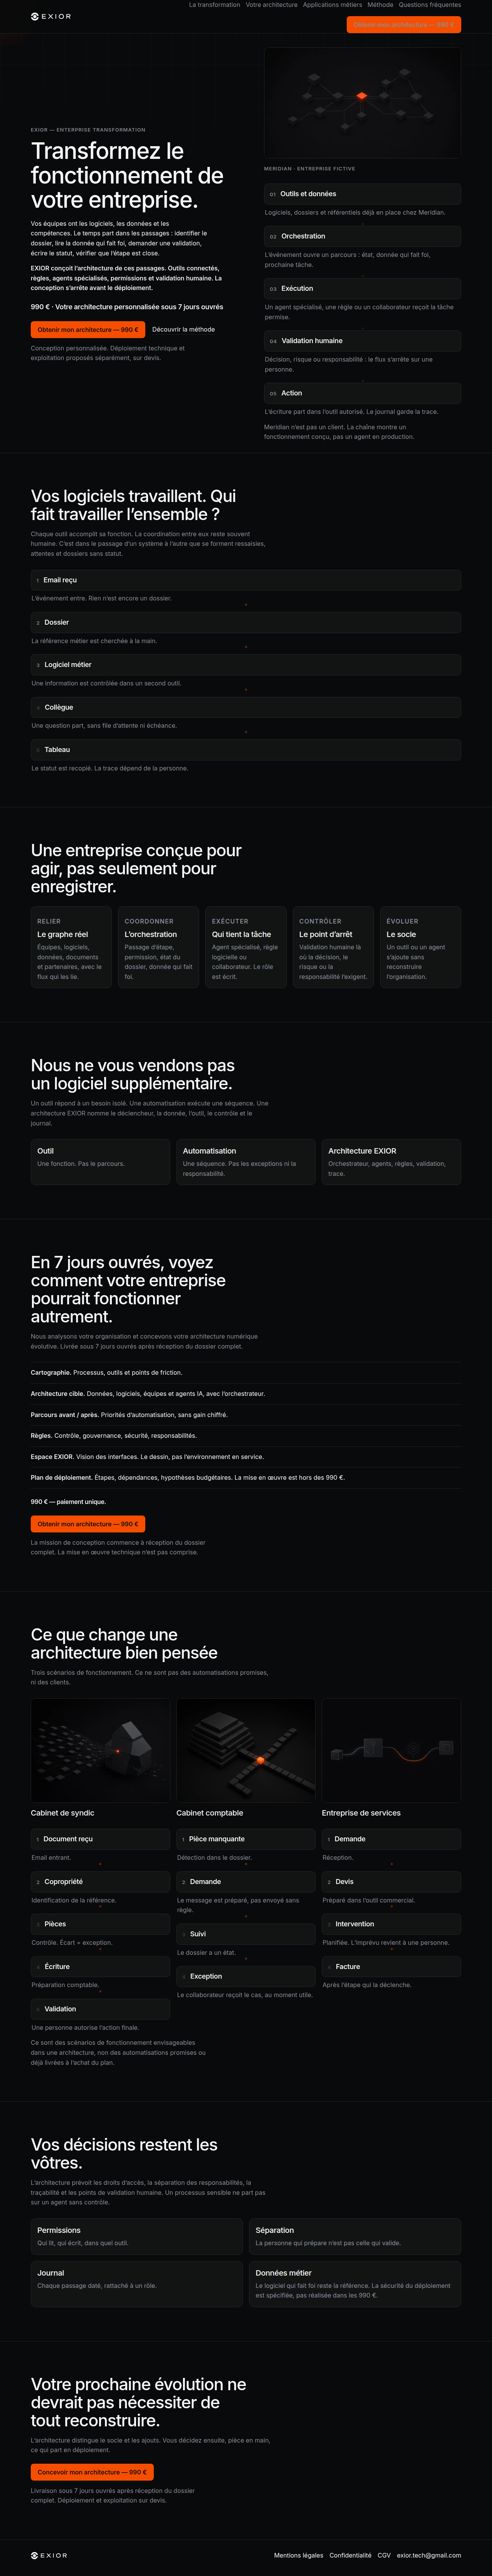 EXIOR
La transformation Votre architecture Applications métiers Méthode Questions fréquentes
Obtenir mon architecture — 990 €
EXIOR — ENTERPRISE TRANSFORMATION
Transformez le
fonctionnement de
votre entreprise.
Vos équipes ont les logiciels, les données et les
compétences. Le temps part dans les passages : identifier le
dossier, lire la donnée qui fait foi, demander une validation,
écrire le statut, vérifier que l’étape est close.
EXIOR conçoit l’architecture de ces passages. Outils connectés,
règles, agents spécialisés, permissions et validation humaine. La
conception s’arrête avant le déploiement.
990 € · Votre architecture personnalisée sous 7 jours ouvrés
Obtenir mon architecture — 990 €
Découvrir la méthode
Conception personnalisée. Déploiement technique et
exploitation proposés séparément, sur devis.
MERIDIAN · ENTREPRISE FICTIVE
01 Outils et données
Logiciels, dossiers et référentiels déjà en place chez Meridian.
02 Orchestration
L’événement ouvre un parcours : état, donnée qui fait foi,
prochaine tâche.
03 Exécution
Un agent spécialisé, une règle ou un collaborateur reçoit la tâche
permise.
04 Validation humaine
Décision, risque ou responsabilité : le flux s’arrête sur une
personne.
05 Action
L’écriture part dans l’outil autorisé. Le journal garde la trace.
Meridian n’est pas un client. La chaîne montre un
fonctionnement conçu, pas un agent en production.
Vos logiciels travaillent. Qui
fait travailler l’ensemble ?
Chaque outil accomplit sa fonction. La coordination entre eux reste souvent
humaine. C’est dans le passage d’un système à l’autre que se forment ressaisies,
attentes et dossiers sans statut.
1 Email reçu
L’événement entre. Rien n’est encore un dossier.
2 Dossier
La référence métier est cherchée à la main.
3 Logiciel métier
Une information est contrôlée dans un second outil.
4 Collègue
Une question part, sans file d’attente ni échéance.
5 Tableau
Le statut est recopié. La trace dépend de la personne.
Une entreprise conçue pour
agir, pas seulement pour
enregistrer.
RELIER
Le graphe réel
Équipes, logiciels,
données, documents
et partenaires, avec le
flux qui les lie.
COORDONNER
L’orchestration
Passage d’étape,
permission, état du
dossier, donnée qui fait
foi.
EXÉCUTER
Qui tient la tâche
Agent spécialisé, règle
logicielle ou
collaborateur. Le rôle
est écrit.
CONTRÔLER
Le point d’arrêt
Validation humaine là
où la décision, le
risque ou la
responsabilité l’exigent.
ÉVOLUER
Le socle
Un outil ou un agent
s’ajoute sans
reconstruire
l’organisation.
Nous ne vous vendons pas
un logiciel supplémentaire.
Un outil répond à un besoin isolé. Une automatisation exécute une séquence. Une
architecture EXIOR nomme le déclencheur, la donnée, l’outil, le contrôle et le
journal.
Outil
Une fonction. Pas le parcours.
Automatisation
Une séquence. Pas les exceptions ni la
responsabilité.
Architecture EXIOR
Orchestrateur, agents, règles, validation,
trace.
En 7 jours ouvrés, voyez
comment votre entreprise
pourrait fonctionner
autrement.
Nous analysons votre organisation et concevons votre architecture numérique
évolutive. Livrée sous 7 jours ouvrés après réception du dossier complet.
Cartographie. Processus, outils et points de friction.
Architecture cible. Données, logiciels, équipes et agents IA, avec l’orchestrateur.
Parcours avant / après. Priorités d’automatisation, sans gain chiffré.
Règles. Contrôle, gouvernance, sécurité, responsabilités.
Espace EXIOR. Vision des interfaces. Le dessin, pas l’environnement en service.
Plan de déploiement. Étapes, dépendances, hypothèses budgétaires. La mise en œuvre est hors des 990 €.
990 € — paiement unique.
Obtenir mon architecture — 990 €
La mission de conception commence à réception du dossier
complet. La mise en œuvre technique n’est pas comprise.
Ce que change une
architecture bien pensée
Trois scénarios de fonctionnement. Ce ne sont pas des automatisations promises,
ni des clients.
Cabinet de syndic
1 Document reçu
Email entrant.
2 Copropriété
Identification de la référence.
3 Pièces
Contrôle. Écart = exception.
4 Écriture
Préparation comptable.
5 Validation
Une personne autorise l’action finale.
Cabinet comptable
1 Pièce manquante
Détection dans le dossier.
2 Demande
Le message est préparé, pas envoyé sans
règle.
3 Suivi
Le dossier a un état.
4 Exception
Le collaborateur reçoit le cas, au moment utile.
Entreprise de services
1 Demande
Réception.
2 Devis
Préparé dans l’outil commercial.
3 Intervention
Planifiée. L’imprévu revient à une personne.
4 Facture
Après l’étape qui la déclenche.
Ce sont des scénarios de fonctionnement envisageables
dans une architecture, non des automatisations promises ou
déjà livrées à l’achat du plan.
Vos décisions restent les
vôtres.
L’architecture prévoit les droits d’accès, la séparation des responsabilités, la
traçabilité et les points de validation humaine. Un processus sensible ne part pas
sur un agent sans contrôle.
Permissions
Qui lit, qui écrit, dans quel outil.
Séparation
La personne qui prépare n’est pas celle qui valide.
Journal
Chaque passage daté, rattaché à un rôle.
Données métier
Le logiciel qui fait foi reste la référence. La sécurité du déploiement
est spécifiée, pas réalisée dans les 990 €.
Votre prochaine évolution ne
devrait pas nécessiter de
tout reconstruire.
L’architecture distingue le socle et les ajouts. Vous décidez ensuite, pièce en main,
ce qui part en déploiement.
Concevoir mon architecture — 990 €
Livraison sous 7 jours ouvrés après réception du dossier
complet. Déploiement et exploitation sur devis.
EXIOR
Mentions légales Confidentialité CGV exior.tech@gmail.com